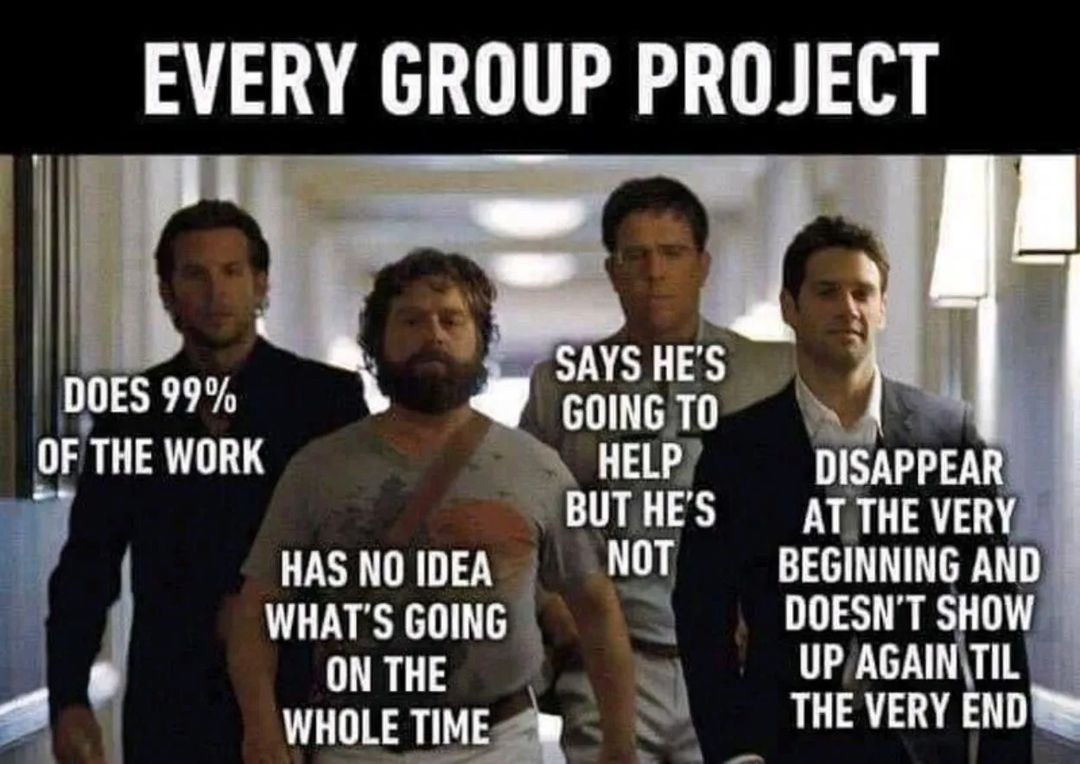 EVERY GROUP PROJECT
DOES 99%
OF THE WORK
HAS NO IDEA
WHAT'S GOING
ON THE
WHOLE TIME
SAYS HE'S
GOING TO
HELP
BUT HE'S
NOT
DISAPPEAR
AT THE VERY
BEGINNING AND
DOESN'T SHOW
UP AGAIN TIL
THE VERY END